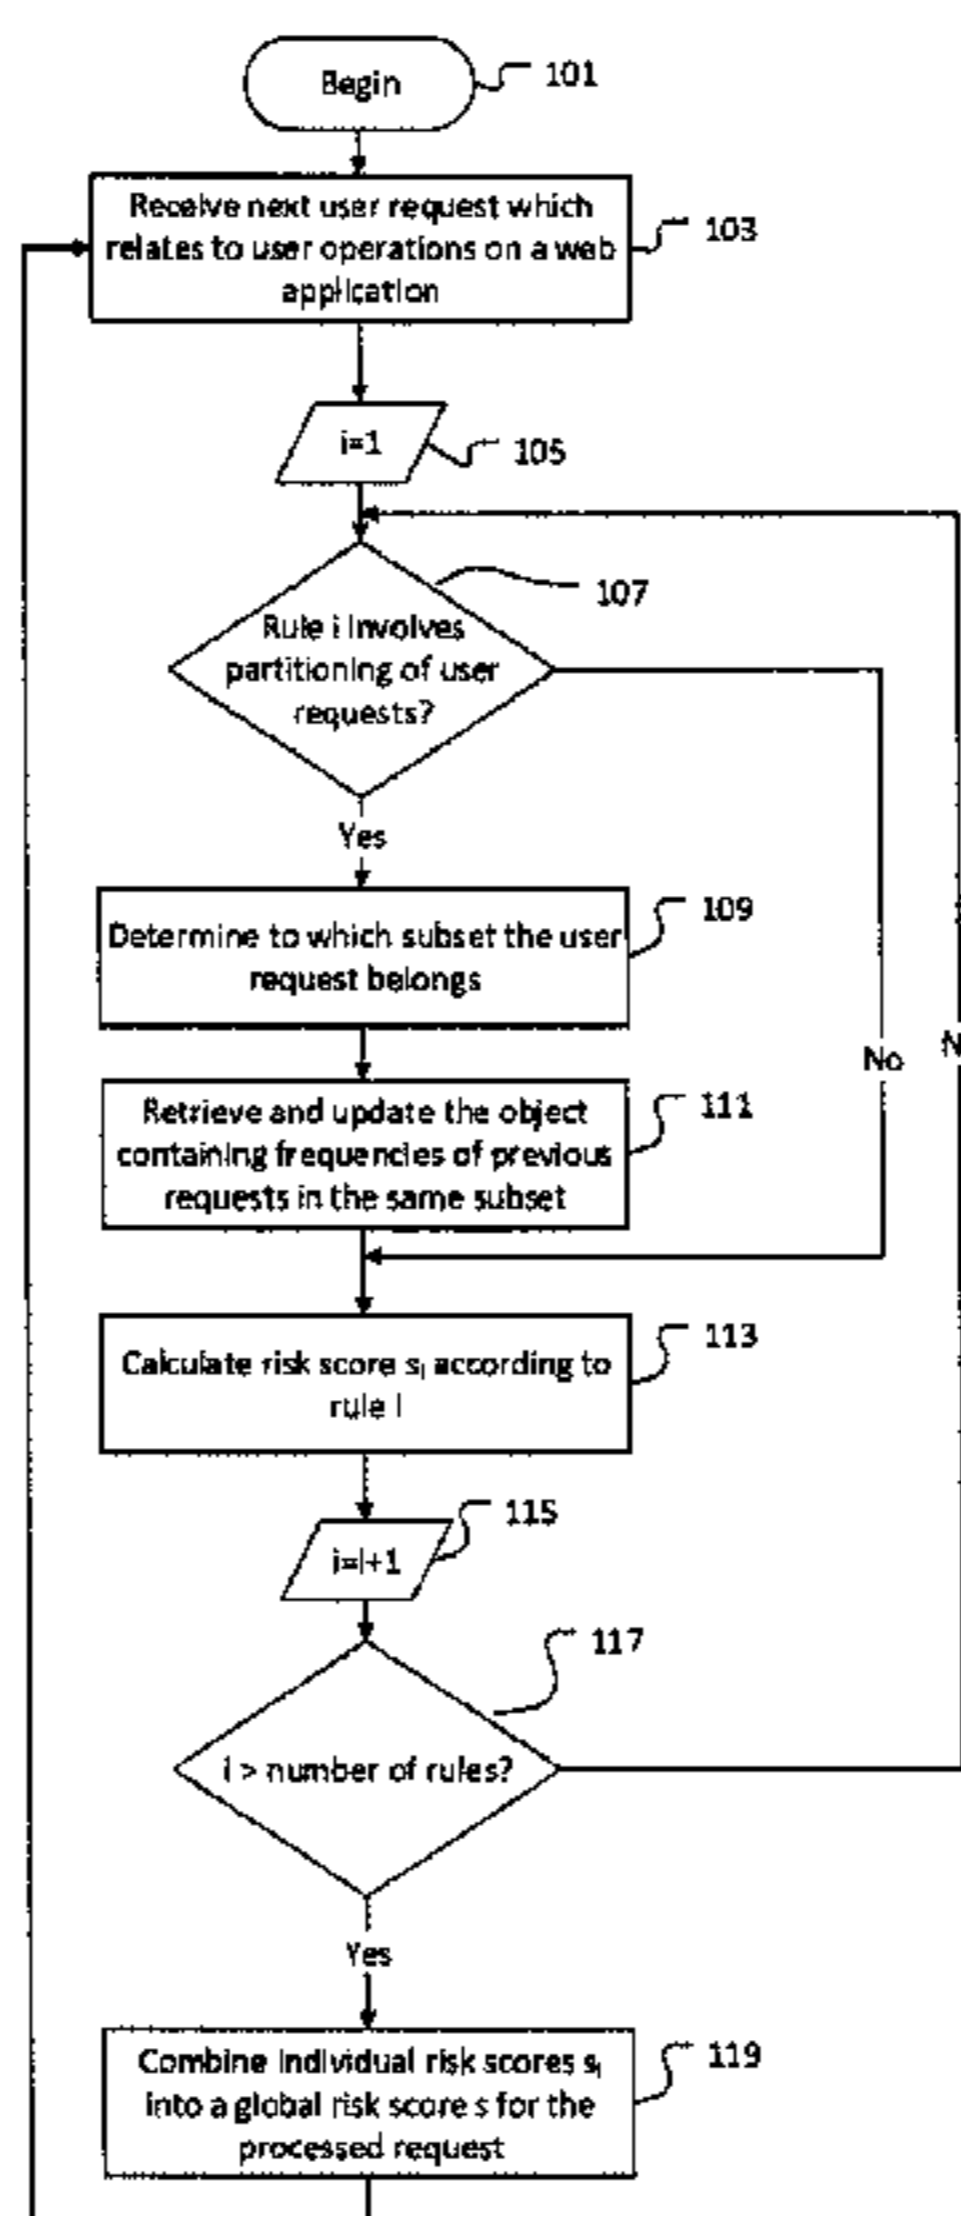 Begin
101
Receive next user request which
relates to user operations on a web
application
103
i=1
105
107
Rule i involves
partitioning of user
requests?
Yes
109
Determine to which subset the user
request belongs
No
N
111
Retrieve and update the object
containing frequencies of previous
requests in the same subset
113
Calculate risk score si according to
rule i
115
i=i+1
117
i > number of rules?
Yes
119
Combine individual risk scores si
into a global risk score s for the
processed request